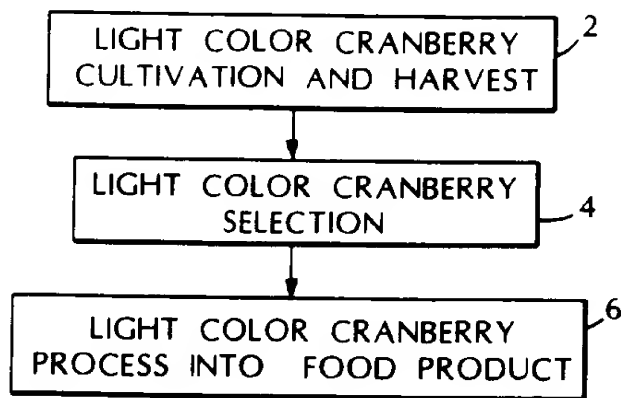 LIGHT COLOR CRANBERRY
CULTIVATION AND HARVEST
2
LIGHT COLOR CRANBERRY
SELECTION
4
LIGHT COLOR CRANBERRY
PROCESS INTO FOOD PRODUCT
6